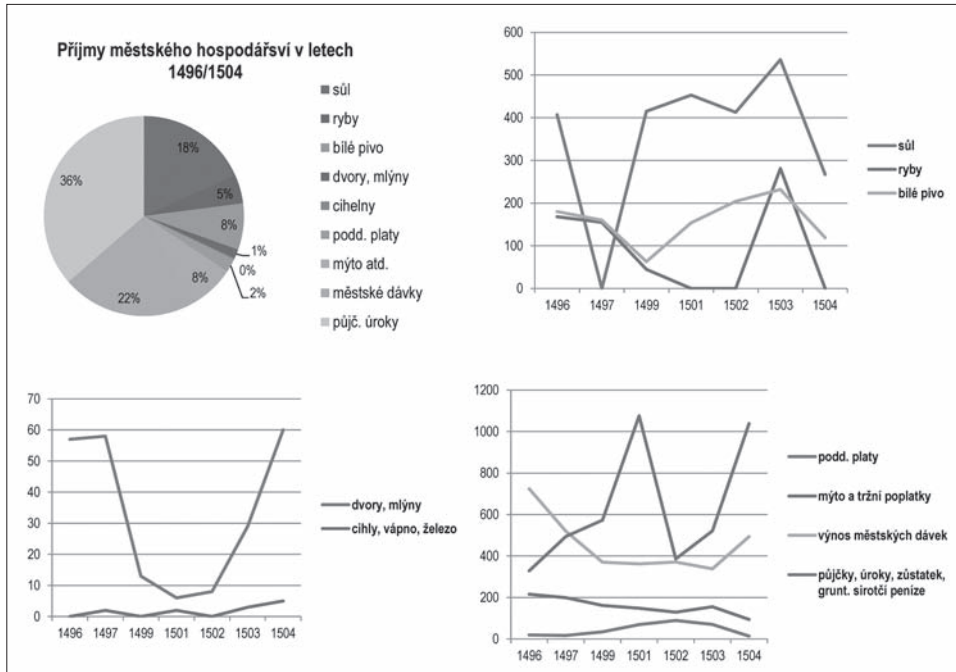 Příjmy městského hospodářsví v letech
1496/1504
18%
5%
8%
1%
0%
2%
8%
22%
36%
sůl
ryby
bílé pivo
dvory, mlýny
cihelny
podd. platy
mýto atd.
městské dávky
půjč. úroky
600
500
400
300
200
100
0
1496 1497 1499 1501 1502 1503 1504
sůl
ryby
bílé pivo
70
60
50
40
30
20
10
0
1496 1497 1499 1501 1502 1503 1504
dvory, mlýny
cihly, vápno, železo
1200
1000
800
600
400
200
0
1496 1497 1499 1501 1502 1503 1504
podd. platy
mýto a tržní poplatky
výnos městských dávek
půjčky, úroky, zůstatek,
grunt. sirotčí peníze